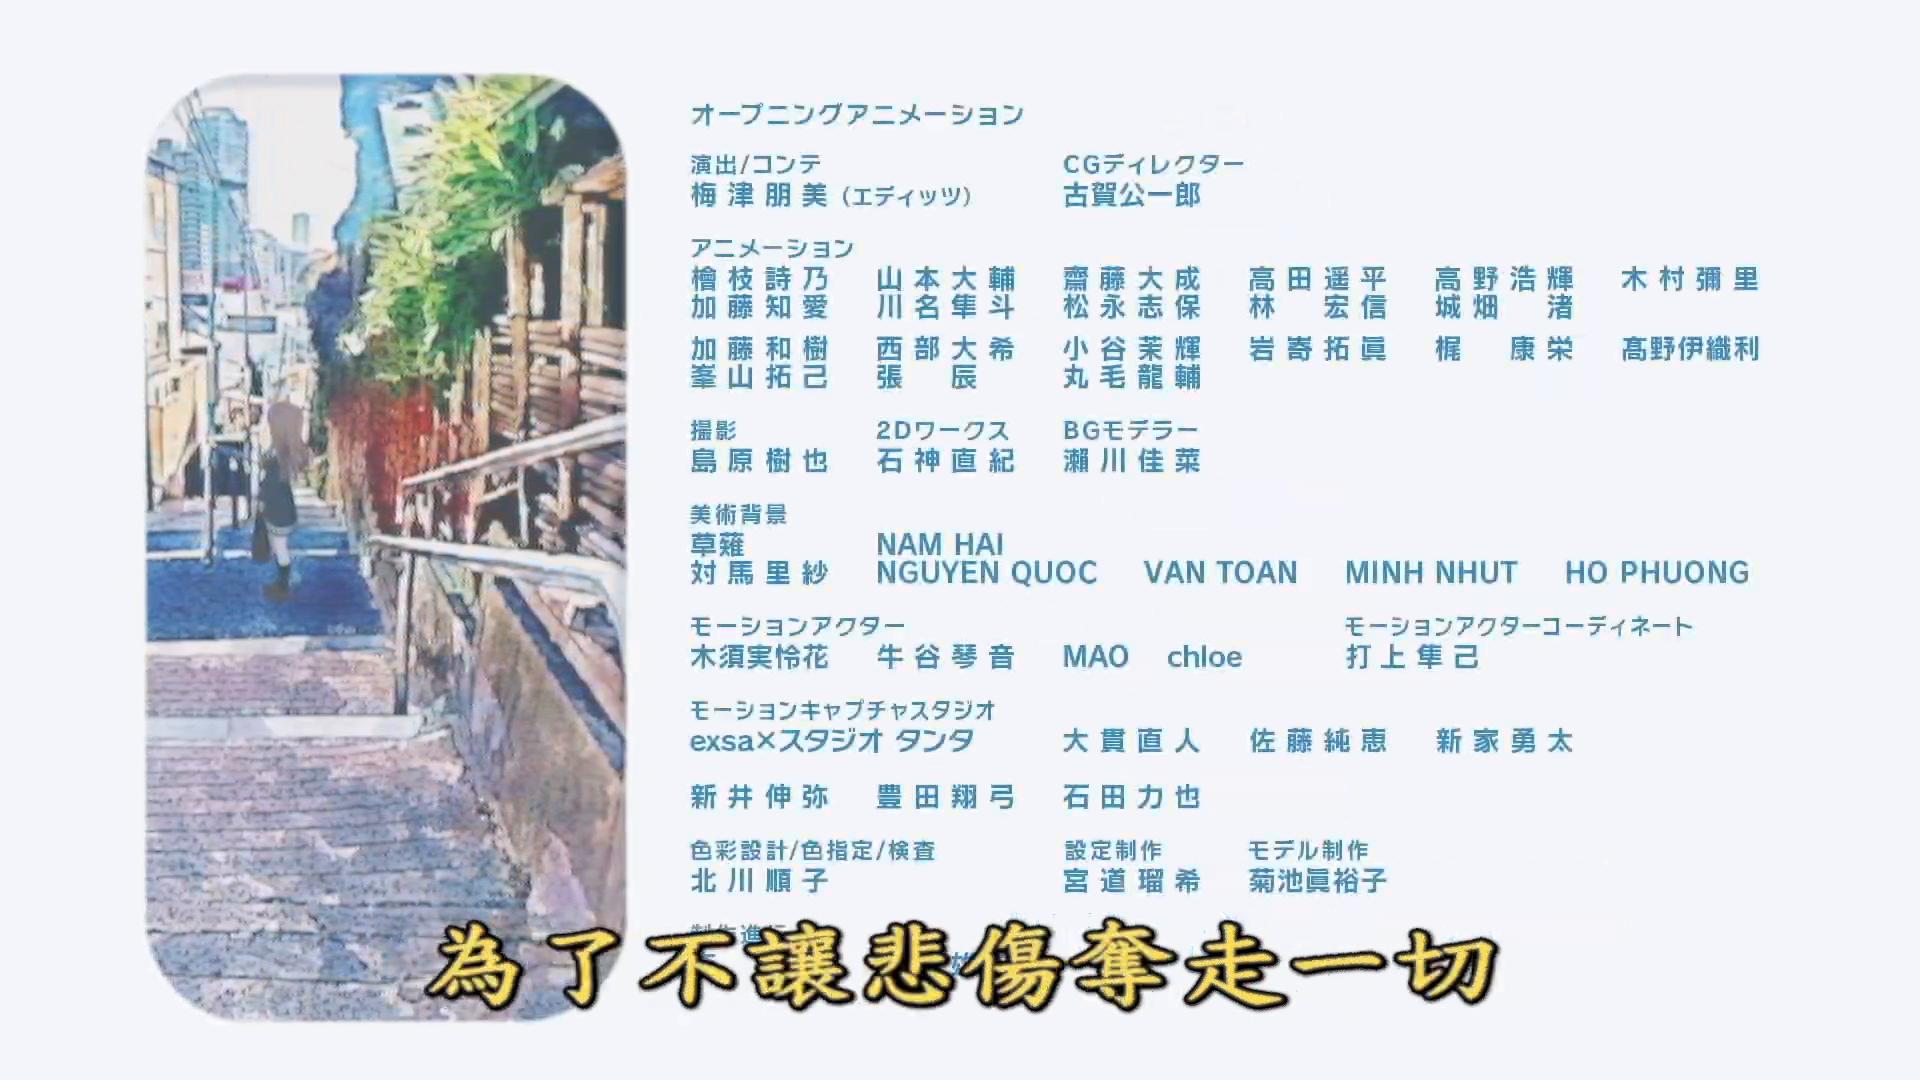 オープニングアニメーション
演出/コンテ CGディレクター
梅津朋美（エディッツ） 古賀公一郎
アニメーション
檜枝詩乃 山本大輔 齋藤大成 高田遥平 高野浩輝 木村彌里
加藤知愛 川名隼斗 松永志保 林 宏信 城畑 渚
加藤和樹 西部大希 小谷茉輝 岩嵜拓眞 梶 康栄 髙野伊織利
峯山拓己 張 辰 丸毛龍輔
撮影 2Dワークス BGモデラー
島原樹也 石神直紀 瀬川佳菜
美術背景
草薙 NAM HAI
対馬里紗 NGUYEN QUOC VAN TOAN MINH NHUT HO PHUONG
モーションアクター モーションアクターコーディネート
木須実怜花 牛谷琴音 MAO chloe 打上隼己
モーションキャプチャスタジオ
exsa×スタジオ タンタ 大貫直人 佐藤純恵 新家勇太
新井伸弥 豊田翔弓 石田力也
色彩設計/色指定/検査 設定制作 モデル制作
北川順子 宮道瑠希 菊池眞裕子
為了不讓悲傷奪走一切